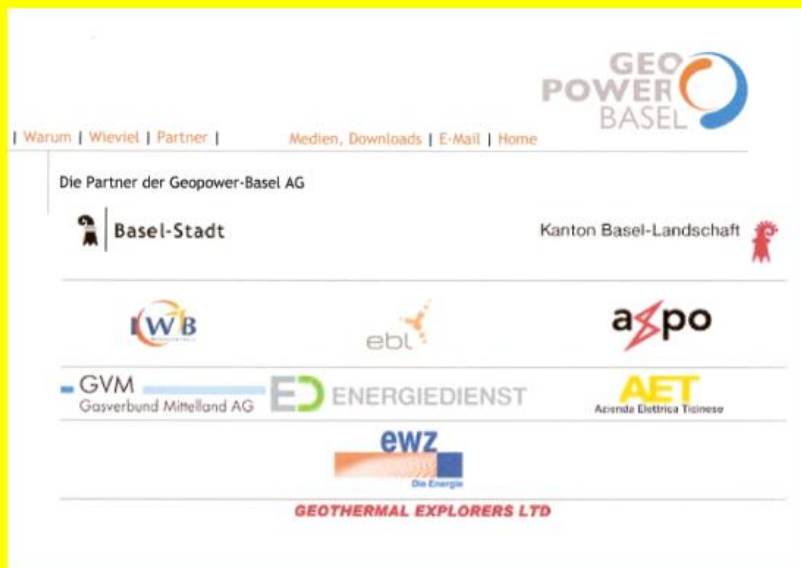 GEO
POWER
BASEL
| Warum | Wieviel | Partner | Medien, Downloads | E-Mail | Home
Die Partner der Geopower-Basel AG
Basel-Stadt
Kanton Basel-Landschaft
IWB
ebl
axpo
GVM
Gasverbund Mittelland AG
ED ENERGIEDIENST
AET
Azienda Elettrica Ticinese
ewz
Die Energie
GEOTHERMAL EXPLORERS LTD